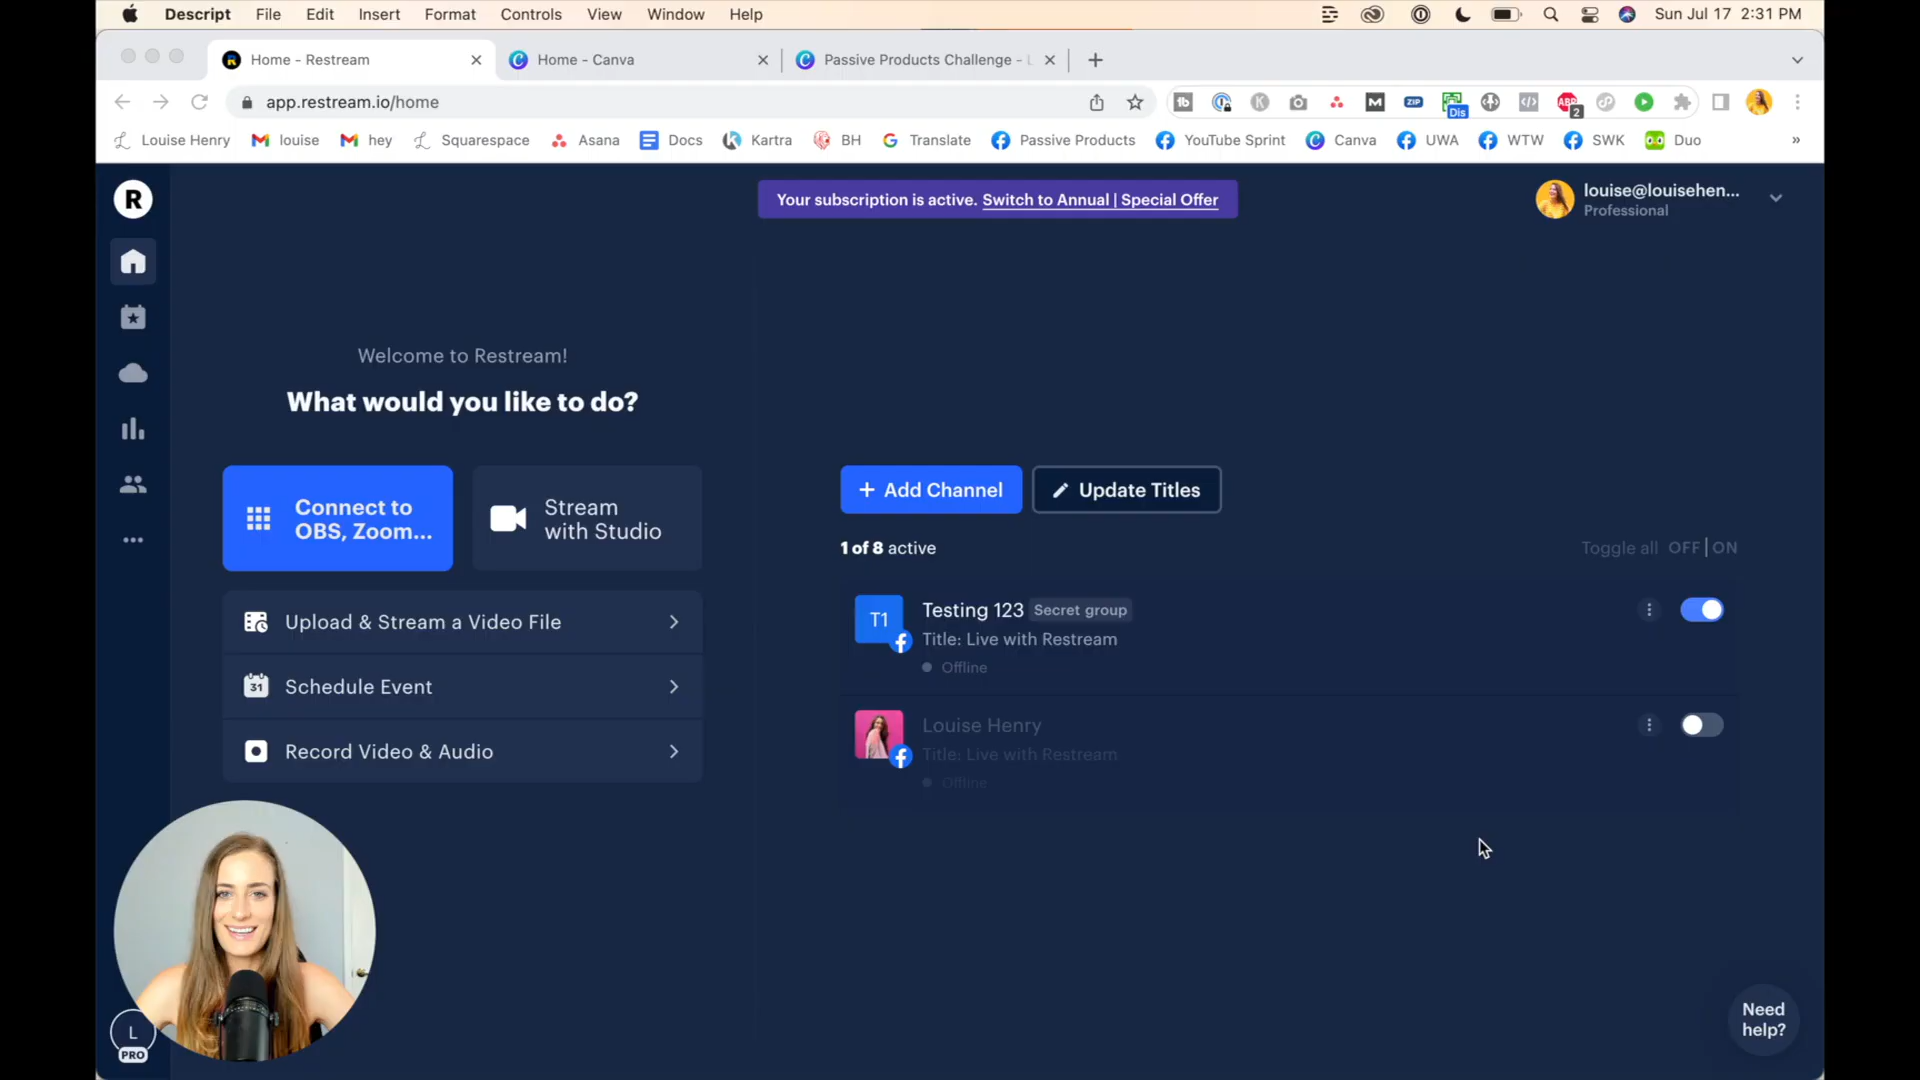 Descript File Edit Insert Format Controls View Window Help
Sun Jul 17 2:31 PM
Home - Restream
Home - Canva
Passive Products Challenge -
app.restream.io/home
ZIP
Dis
ABP
2
Louise Henry
louise
hey
Squarespace
Asana
Docs
Kartra
BH
Translate
Passive Products
YouTube Sprint
Canva
UWA
WTW
SWK
Duo
R
Your subscription is active. Switch to Annual | Special Offer
louise@louisehen...
Professional
Welcome to Restream!
What would you like to do?
Connect to
OBS, Zoom...
Stream
with Studio
Upload & Stream a Video File
31
Schedule Event
Record Video & Audio
+ Add Channel
Update Titles
1 of 8 active
Toggle all OFF | ON
T1
Testing 123 Secret group
Title: Live with Restream
Offline
Louise Henry
Title: Live with Restream
Offline
L
PRO
Need
help?